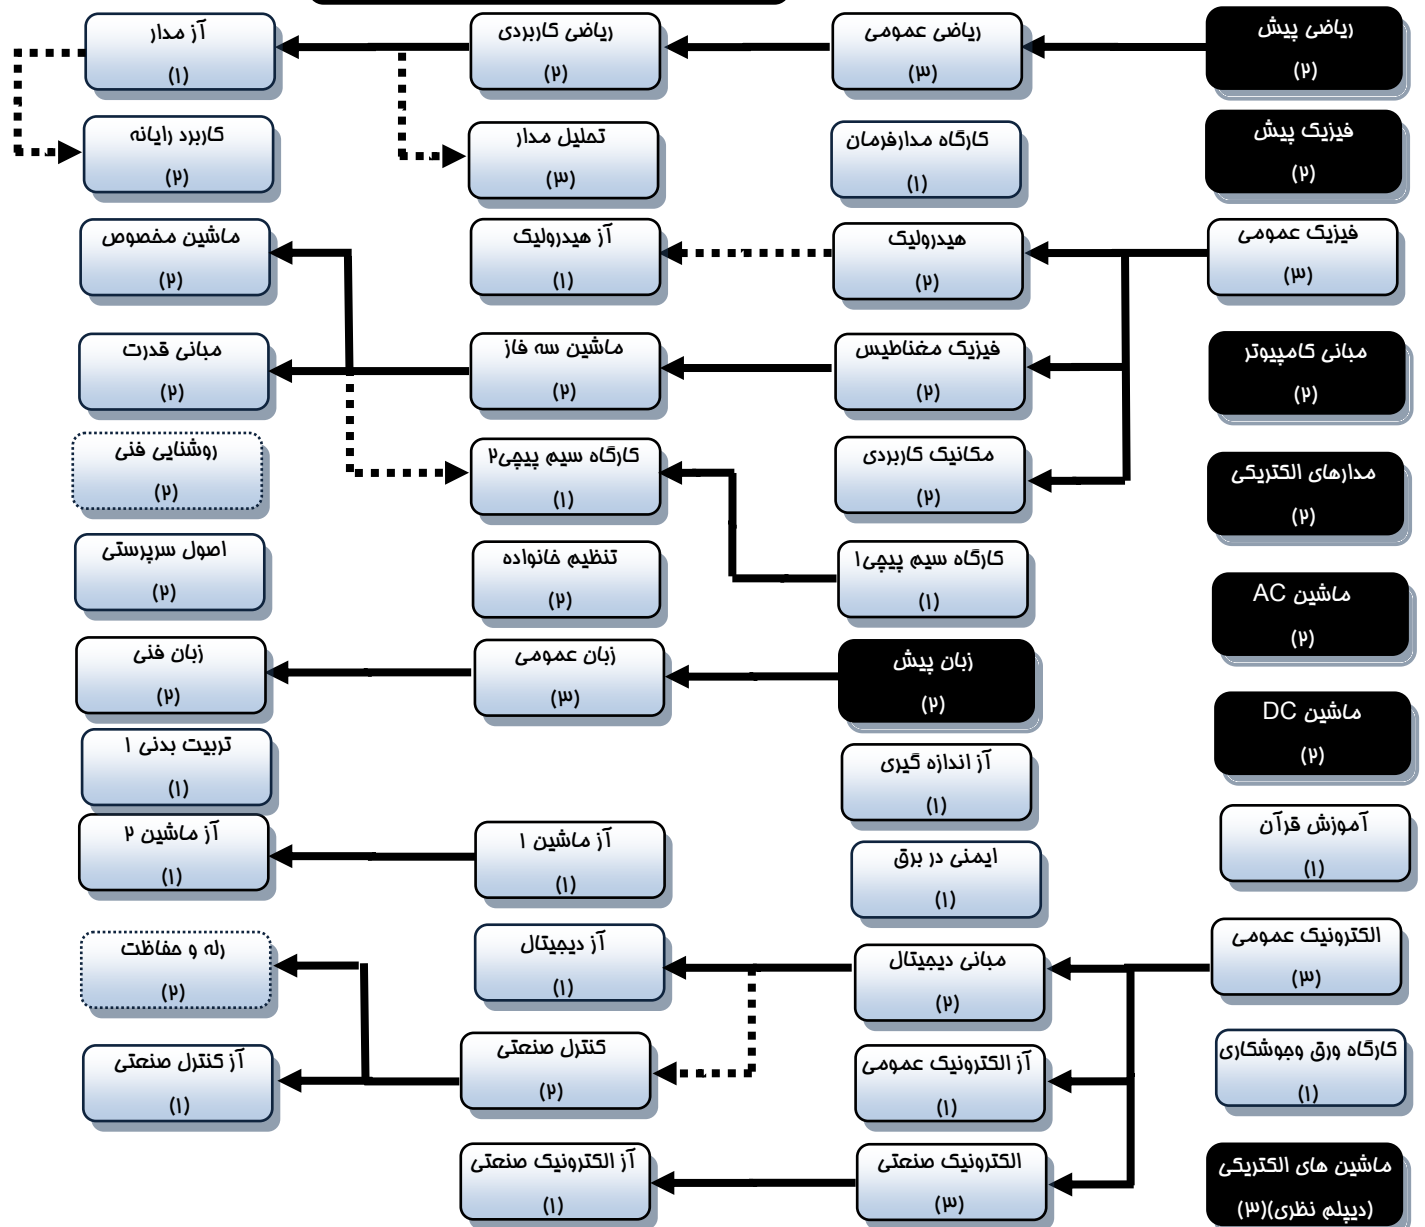 ریاضی پیش
(۲)
ریاضی عمومی
(۳)
ریاضی کاربردی
(۲)
آز مدار
(۱)
فیزیک پیش
(۲)
کارگاه مدارفرمان
(۱)
تحلیل مدار
(۳)
کاربرد رایانه
(۲)
فیزیک عمومی
(۳)
هیدرولیک
(۲)
آز هیدرولیک
(۱)
ماشین مخصوص
(۲)
مبانی کامپیوتر
(۲)
فیزیک مغناطیس
(۲)
ماشین سه فاز
(۲)
مبانی قدرت
(۲)
مدارهای الکتریکی
(۲)
مکانیک کاربردی
(۲)
کارگاه سیم پیچی۲
(۱)
روشنایی فنی
(۲)
ماشین AC
(۲)
کارگاه سیم پیچی۱
(۱)
تنظیم خانواده
(۲)
اصول سرپرستی
(۲)
ماشین DC
(۲)
زبان پیش
(۲)
زبان عمومی
(۳)
زبان فنی
(۲)
آز اندازه گیری
(۱)
تربیت بدنی ۱
(۱)
آموزش قرآن
(۱)
ایمنی در برق
(۱)
آز ماشین ۱
(۱)
آز ماشین ۲
(۱)
الکترونیک عمومی
(۳)
مبانی دیجیتال
(۲)
آز دیجیتال
(۱)
رله و حفاظت
(۲)
کارگاه ورق وجوشکاری
(۱)
آز الکترونیک عمومی
(۱)
کنترل صنعتی
(۲)
آز کنترل صنعتی
(۱)
ماشین های الکتریکی
(دیپلم نظری)(۳)
الکترونیک صنعتی
(۳)
آز الکترونیک صنعتی
(۱)